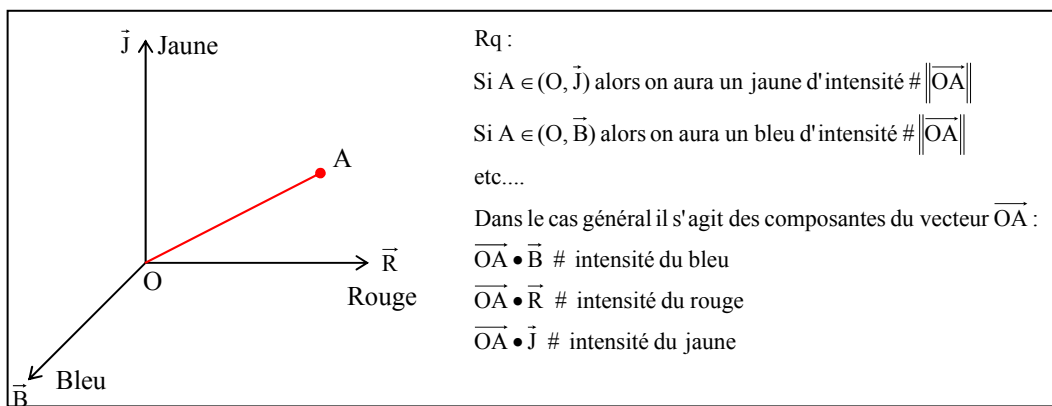 J⃗ Jaune
A
O
R⃗
Rouge
Bleu
B⃗
Rq :
Si A ∈ (O, J⃗) alors on aura un jaune d'intensité # ‖OA⃗‖
Si A ∈ (O, B⃗) alors on aura un bleu d'intensité # ‖OA⃗‖
etc....
Dans le cas général il s'agit des composantes du vecteur OA⃗ :
OA⃗ • B⃗ # intensité du bleu
OA⃗ • R⃗ # intensité du rouge
OA⃗ • J⃗ # intensité du jaune